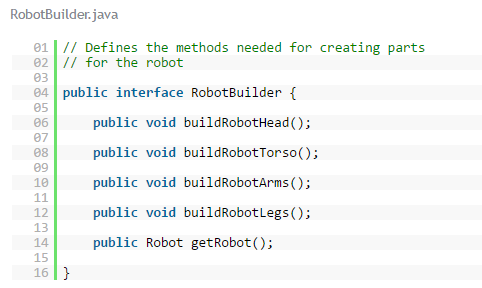 RobotBuilder.java
01 // Defines the methods needed for creating parts
02 // for the robot
03
04 public interface RobotBuilder {
05
06     public void buildRobotHead();
07
08     public void buildRobotTorso();
09
10     public void buildRobotArms();
11
12     public void buildRobotLegs();
13
14     public Robot getRobot();
15
16 }